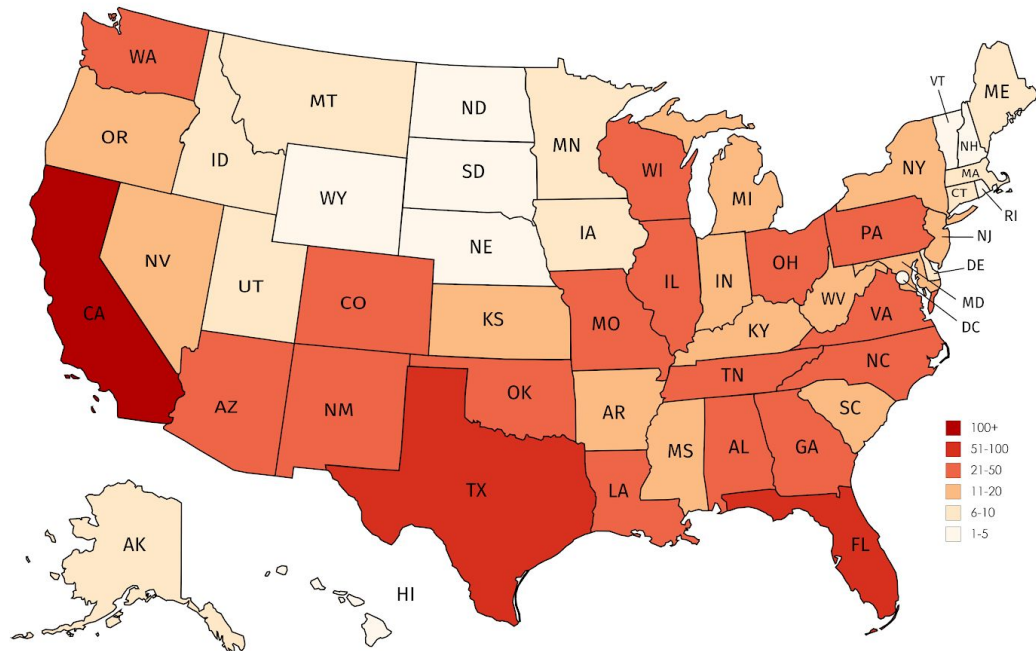 WA
MT
ND
MN
VT
ME
OR
ID
SD
WI
NH
NY
MA
MI
CT
WY
RI
IA
PA
NJ
NE
NV
UT
IL
IN
OH
DE
CO
WV
MD
CA
KS
MO
KY
VA
DC
TN
NC
OK
AZ
NM
AR
SC
MS
AL
GA
100+
51-100
TX
LA
21-50
11-20
6-10
1-5
AK
FL
HI